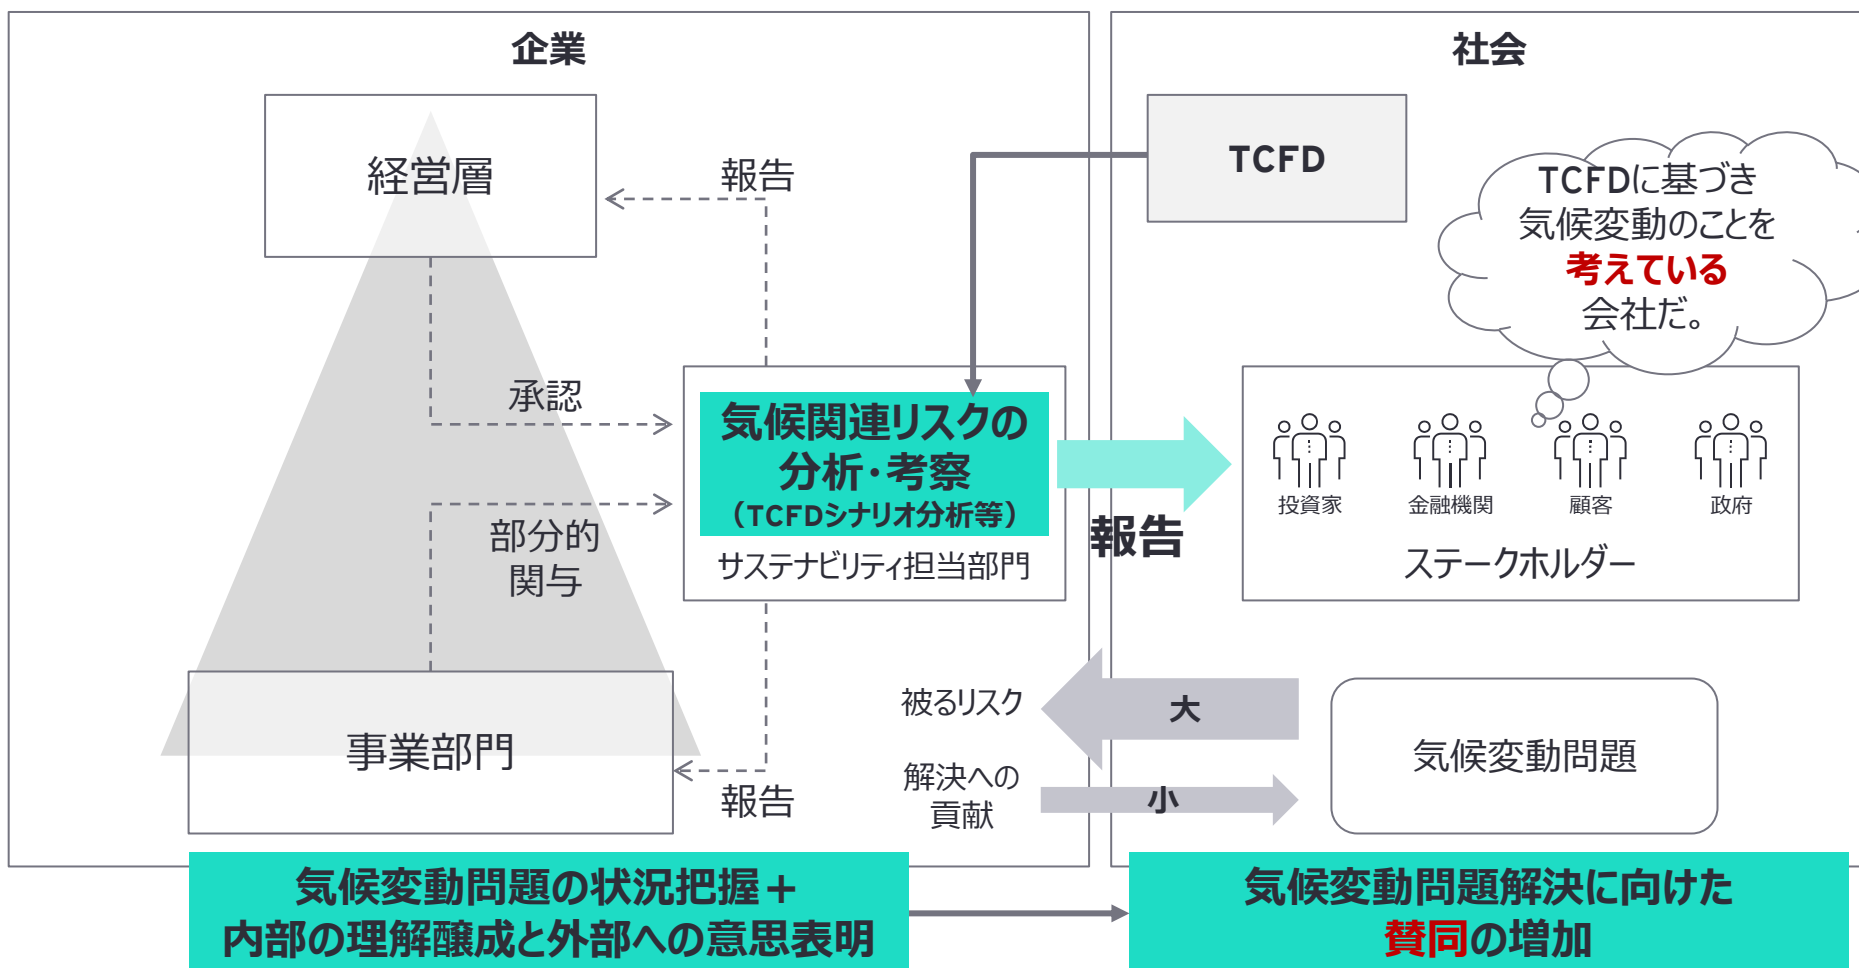 企業
経営層
報告
承認
気候関連リスクの
分析・考察
（TCFDシナリオ分析等）
サステナビリティ担当部門
部分的
関与
事業部門
報告
報告
被るリスク
大
解決への
貢献
小
社会
TCFD
TCFDに基づき
気候変動のことを
考えている
会社だ。
投資家
金融機関
顧客
政府
ステークホルダー
気候変動問題
気候変動問題の状況把握＋
内部の理解醸成と外部への意思表明
気候変動問題解決に向けた
賛同の増加